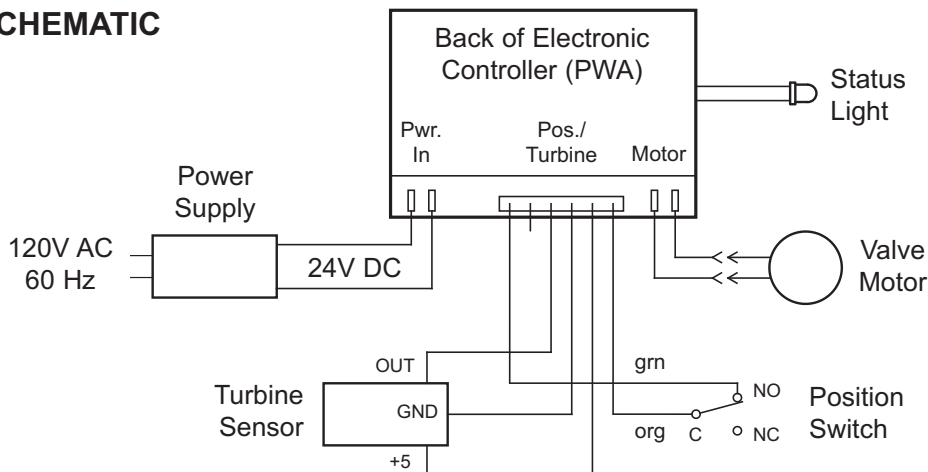 CHEMATIC
Back of Electronic
Controller (PWA)
Status
Light
Pwr.
In
Pos./
Turbine
Motor
Power
Supply
120V AC
60 Hz
24V DC
Valve
Motor
OUT
grn
Turbine
Sensor
GND
NO
Position
Switch
org
C
NC
+5